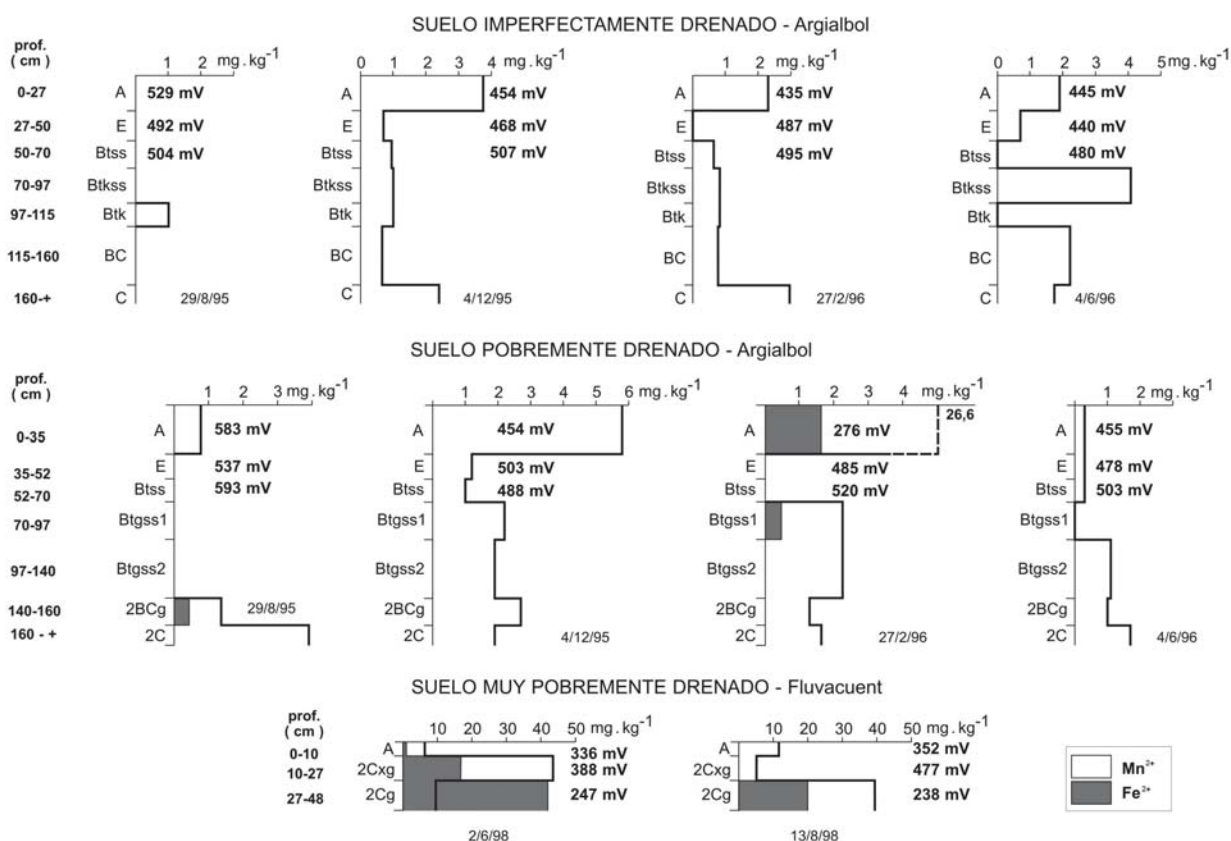 SUELO IMPERFECTAMENTE DRENADO - Argialbol
prof.
( cm )
1 2 mg.kg-1
0 1 2 3 4 5 6 mg.kg-1
1 2 mg.kg-1
0 1 2 3 4 5 mg.kg-1
0-27 A 529 mV A 454 mV A 435 mV A 445 mV
27-50 E 492 mV E 468 mV E 487 mV E 440 mV
50-70 Btss 504 mV Btss 507 mV Btss 495 mV Btss 480 mV
70-97 Btkss Btkss Btkss Btkss
97-115 Btk Btk Btk Btk
115-160 BC BC BC BC
160-+ C 29/8/95 C 4/12/95 C 27/2/96 C 4/6/96
SUELO POBREMENTE DRENADO - Argialbol
prof.
( cm )
1 2 3 mg.kg-1
0 1 2 3 4 5 6 mg.kg-1
1 2 3 4 mg.kg-1
1 mg.kg-1
26,6
0-35 A 583 mV A 454 mV A 276 mV A 455 mV
35-52 E 537 mV E 503 mV E 485 mV E 478 mV
52-70 Btss 593 mV Btss 488 mV Btss 520 mV Btss 503 mV
70-97 Btgss1 Btgss1 Btgss1 Btgss1
97-140 Btgss2 Btgss2 Btgss2 Btgss2
140-160 2BCg 29/8/95 2BCg 2BCg 2BCg
160 - + 2C 2C 4/12/95 2C 27/2/96 2C 4/6/96
SUELO MUY POBREMENTE DRENADO - Fluvacuent
prof.
( cm )
10 20 30 40 50 mg.kg-1
10 20 30 40 50 mg.kg-1
0-10 A 336 mV A 352 mV
10-27 2Cxg 388 mV 2Cxg 477 mV
27-48 2Cg 247 mV 2Cg 238 mV
2/6/98 13/8/98
Mn2+
Fe2+